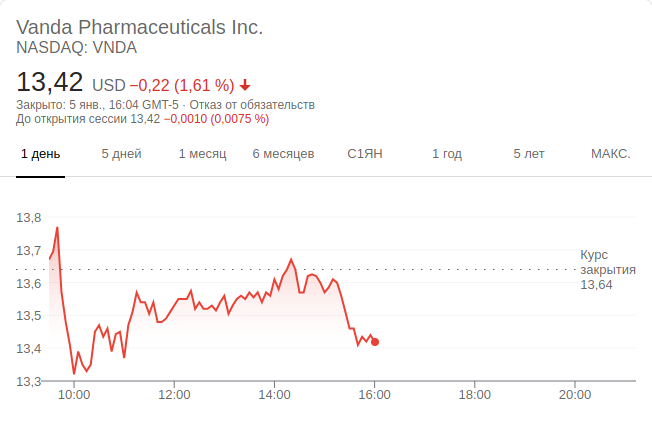 Vanda Pharmaceuticals Inc.
NASDAQ: VNDA
13,42 USD −0,22 (1,61 %) ↓
Закрыто: 5 янв., 16:04 GMT-5 · Отказ от обязательств
До открытия сессии 13,42 −0,0010 (0,0075 %)
1 день 5 дней 1 месяц 6 месяцев С1ЯН 1 год 5 лет МАКС.
13,8
13,7
Курс
закрытия
13,64
13,6
13,5
13,4
13,3
10:00 12:00 14:00 16:00 18:00 20:00